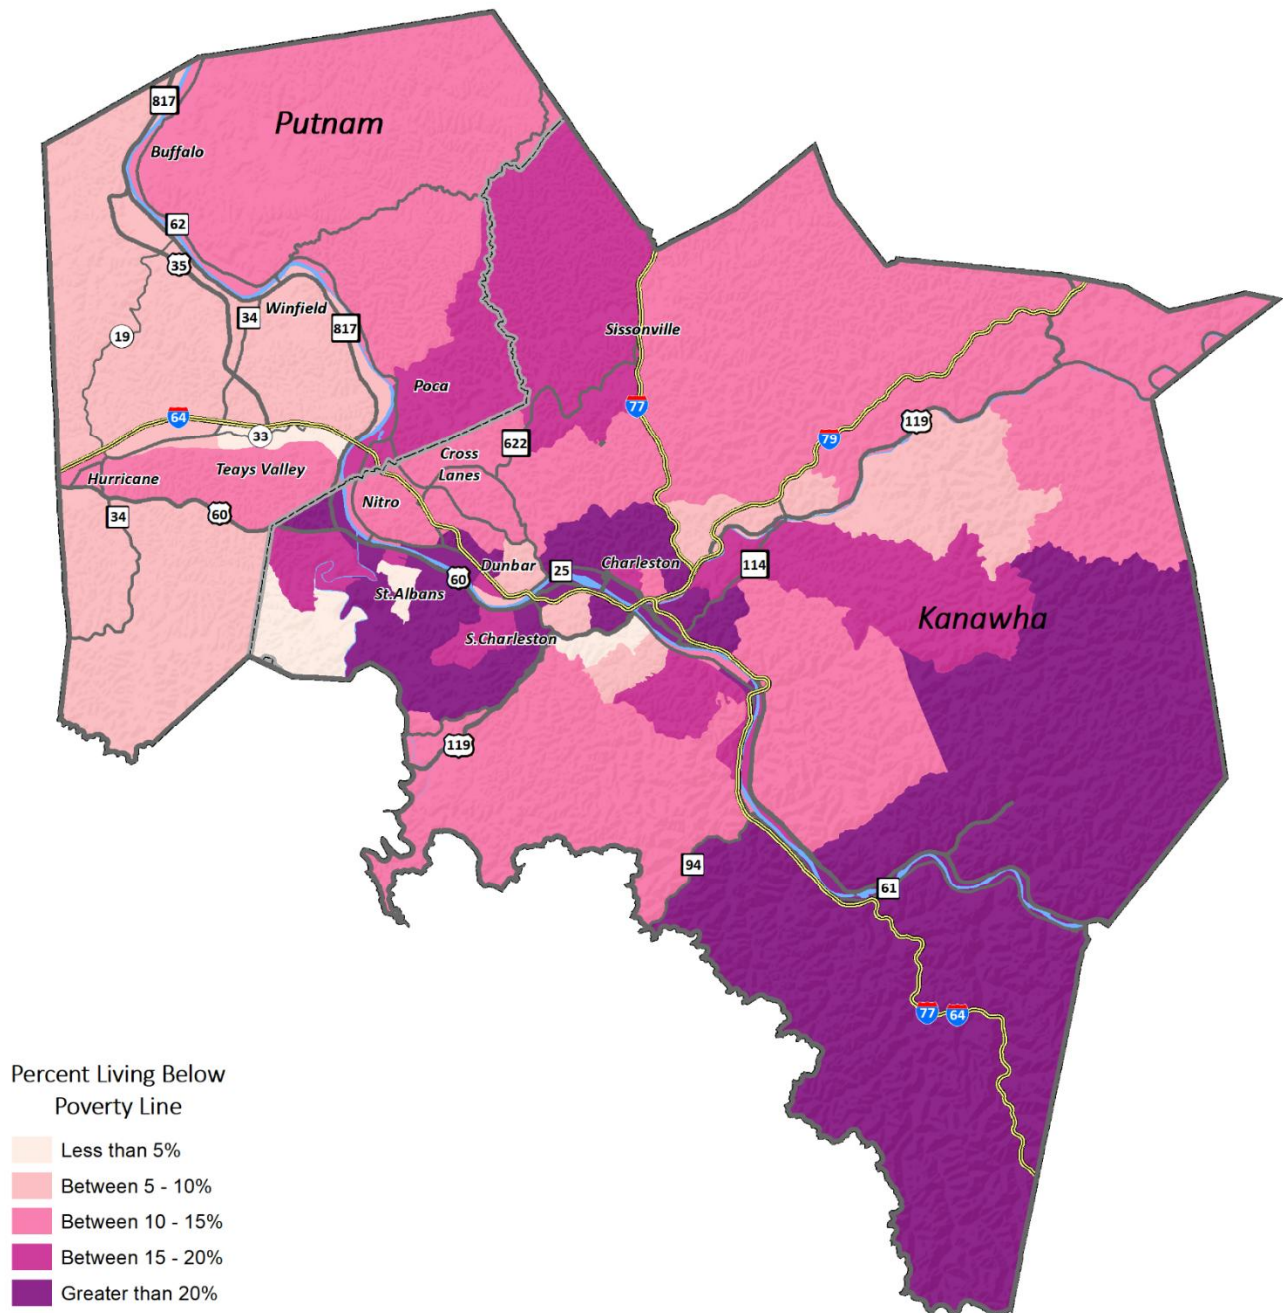 817
Putnam
Buffalo
62
35
Winfield
34
817
19
Sissonville
Poca
77
64
33
622
119
79
Cross
Lanes
Teays Valley
Hurricane
Nitro
34
60
Dunbar
25
Charleston
114
60
St.Albans
Kanawha
S.Charleston
119
94
61
77
64
Percent Living Below
Poverty Line
Less than 5%
Between 5 - 10%
Between 10 - 15%
Between 15 - 20%
Greater than 20%